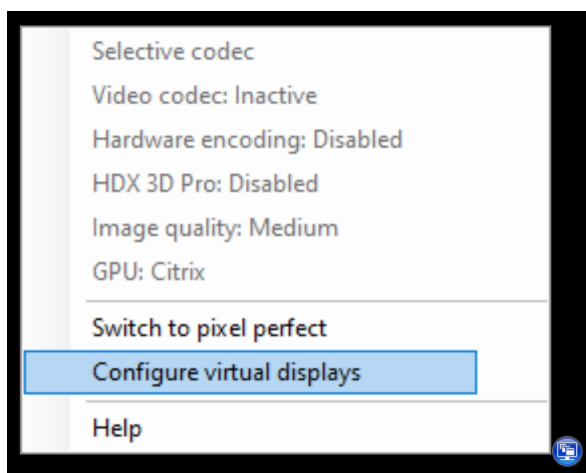 Selective codec
Video codec: Inactive
Hardware encoding: Disabled
HDX 3D Pro: Disabled
Image quality: Medium
GPU: Citrix
Switch to pixel perfect
Configure virtual displays
Help